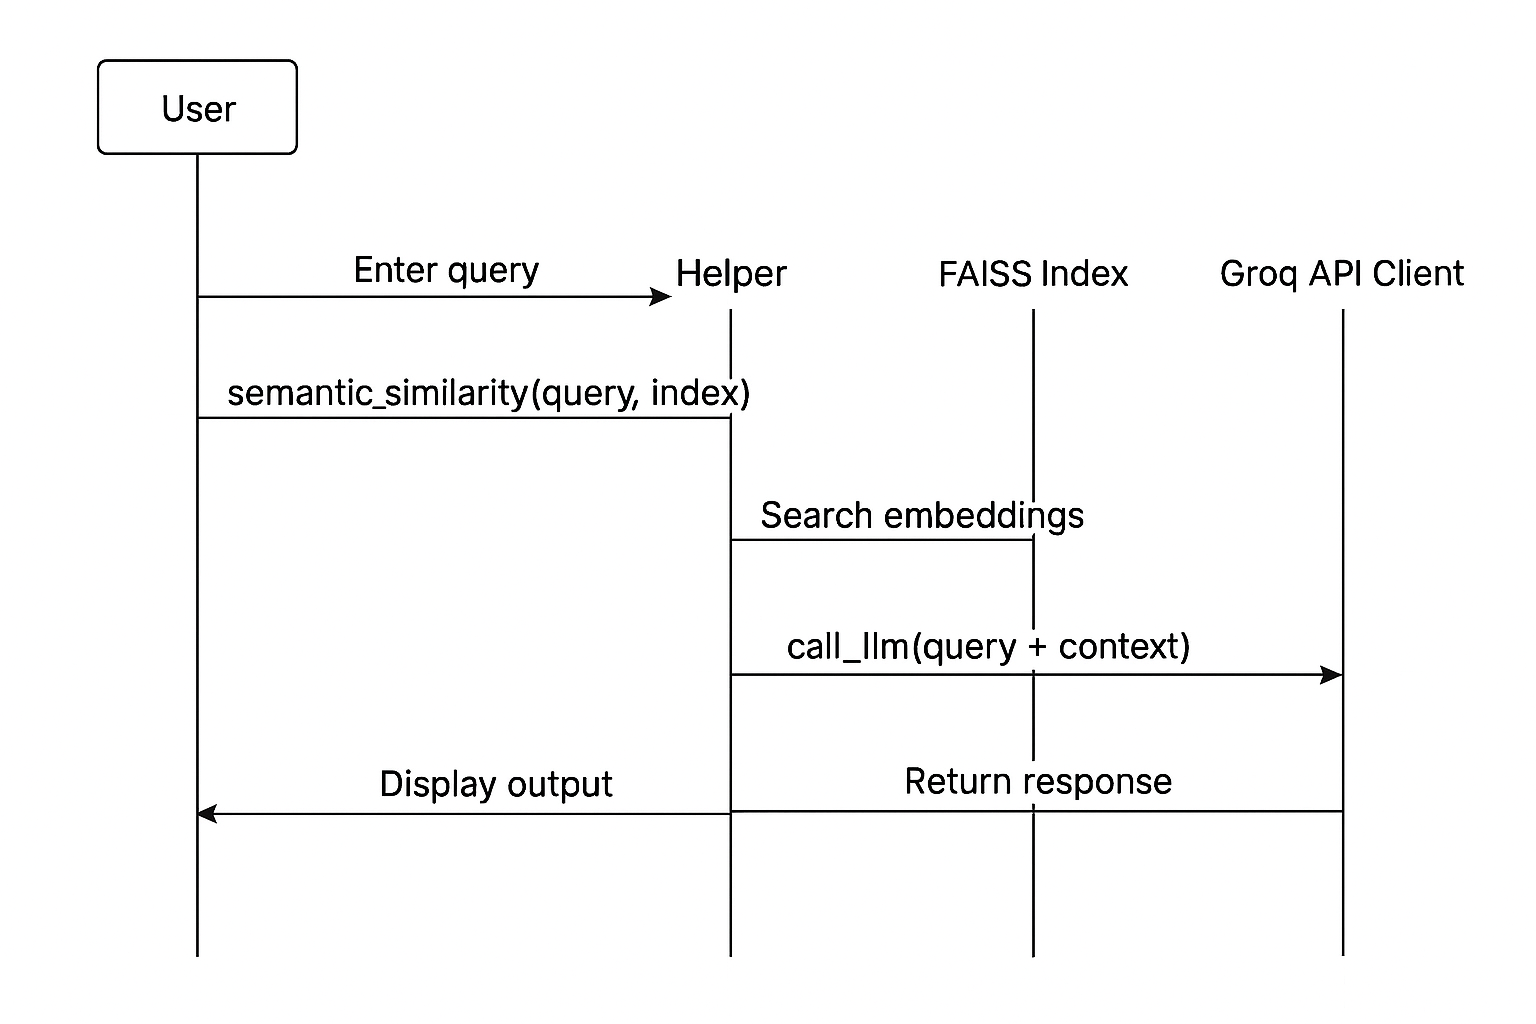 User
Enter query
Helper
FAISS Index
Groq API Client
semantic_similarity(query, index)
Search embeddings
call_llm(query + context)
Display output
Return response